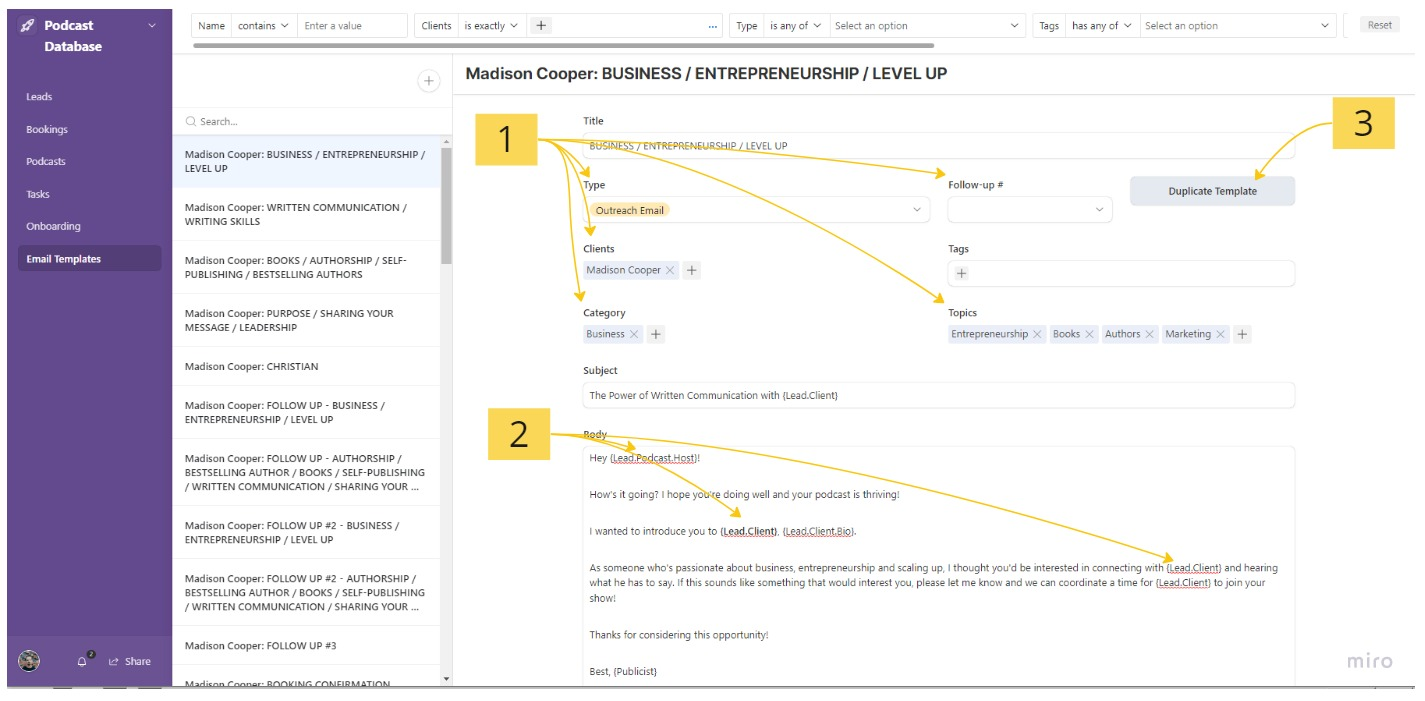 Podcast
Database
Leads
Bookings
Podcasts
Tasks
Onboarding
Email Templates
2
Share
Name contains Enter a value Clients is exactly + ... Type is any of Select an option Tags has any of Select an option Reset
+
Search...
Madison Cooper: BUSINESS / ENTREPRENEURSHIP /
LEVEL UP
Madison Cooper: WRITTEN COMMUNICATION /
WRITING SKILLS
Madison Cooper: BOOKS / AUTHORSHIP / SELF-
PUBLISHING / BESTSELLING AUTHORS
Madison Cooper: PURPOSE / SHARING YOUR
MESSAGE / LEADERSHIP
Madison Cooper: CHRISTIAN
Madison Cooper: FOLLOW UP - BUSINESS /
ENTREPRENEURSHIP / LEVEL UP
Madison Cooper: FOLLOW UP - AUTHORSHIP /
BESTSELLING AUTHOR / BOOKS / SELF-PUBLISHING
/ WRITTEN COMMUNICATION / SHARING YOUR ...
Madison Cooper: FOLLOW UP #2 - BUSINESS /
ENTREPRENEURSHIP / LEVEL UP
Madison Cooper: FOLLOW UP #2 - AUTHORSHIP /
BESTSELLING AUTHOR / BOOKS / SELF-PUBLISHING
/ WRITTEN COMMUNICATION / SHARING YOUR ...
Madison Cooper: FOLLOW UP #3
Madison Cooper: BOOKING CONFIRMATION
Madison Cooper: BUSINESS / ENTREPRENEURSHIP / LEVEL UP
1
3
Title
BUSINESS / ENTREPRENEURSHIP / LEVEL UP
Type
Outreach Email
Follow-up #
Duplicate Template
Clients
Madison Cooper × +
Tags
+
Category
Business × +
Topics
Entrepreneurship × Books × Authors × Marketing × +
Subject
The Power of Written Communication with {Lead.Client}
2
Body
Hey {Lead.Podcast.Host}!
How's it going? I hope you're doing well and your podcast is thriving!
I wanted to introduce you to {Lead.Client}, {Lead.Client.Bio}.
As someone who's passionate about business, entrepreneurship and scaling up, I thought you'd be interested in connecting with {Lead.Client} and hearing
what he has to say. If this sounds like something that would interest you, please let me know and we can coordinate a time for {Lead.Client} to join your
show!
Thanks for considering this opportunity!
Best, {Publicist}
miro